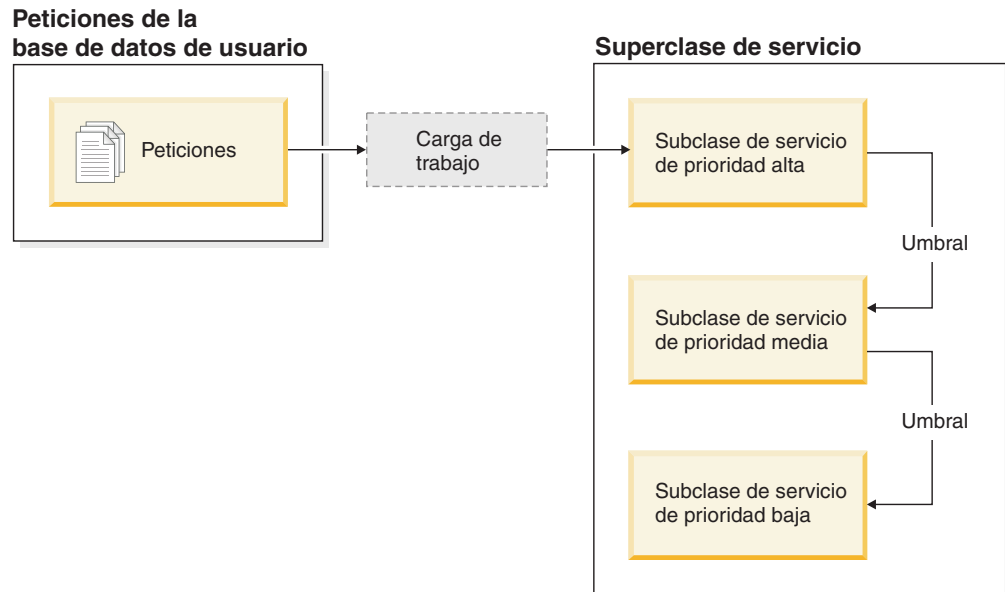 Peticiones de la
base de datos de usuario
Peticiones
Carga de
trabajo
Superclase de servicio
Subclase de servicio
de prioridad alta
Umbral
Subclase de servicio
de prioridad media
Umbral
Subclase de servicio
de prioridad baja